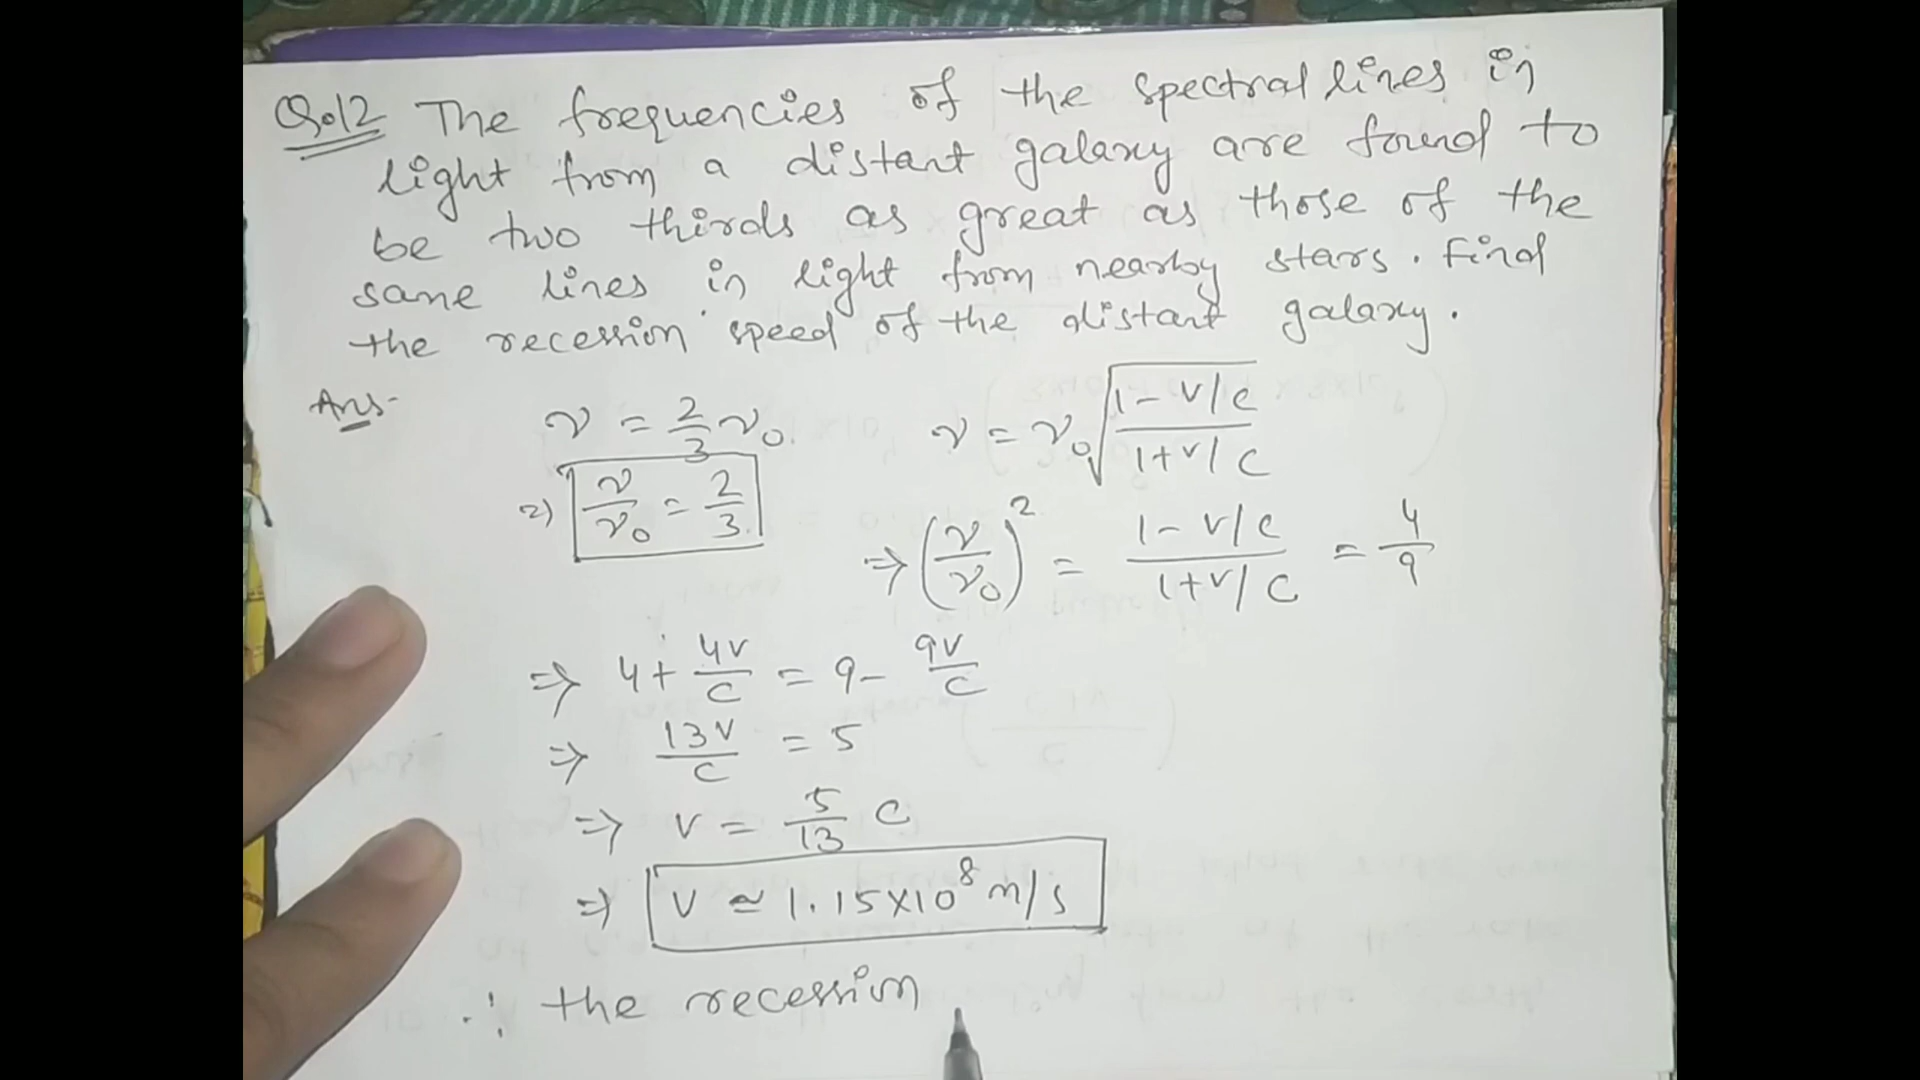 Q.12 The frequencies of the spectral lines in
light from a distant galaxy are found to
be two thirds as great as those of the
same lines in light from nearby stars. Find
the recession speed of the distant galaxy.
Ans-
ν = 2/3 ν₀
ν = ν₀ √((1 - v/c)/(1 + v/c))
⇒ ν/ν₀ = 2/3
⇒ (ν/ν₀)² = (1 - v/c)/(1 + v/c) = 4/9
⇒ 4 + 4v/c = 9 - 9v/c
⇒ 13v/c = 5
⇒ v = 5/13 c
⇒ v ≃ 1.15×10⁸ m/s
∴ the recession